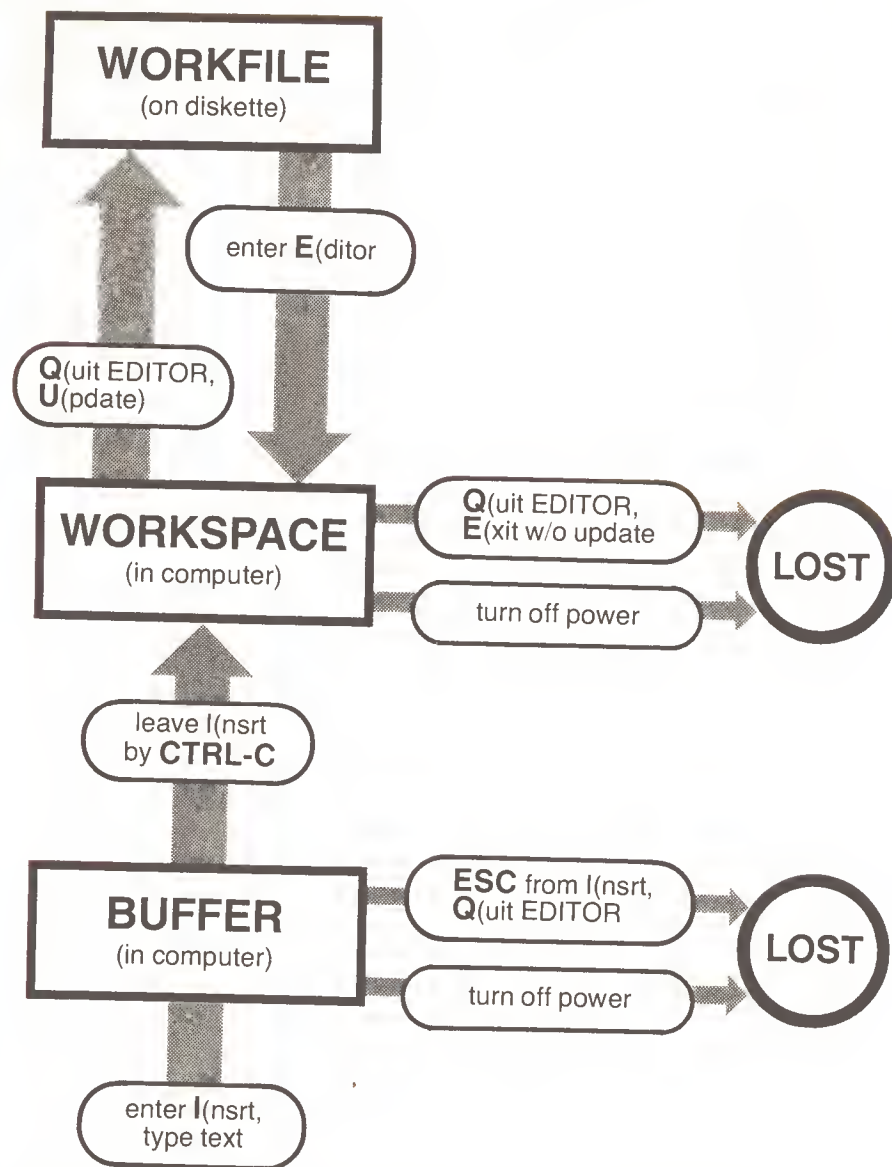 WORKFILE
(on diskette)
enter E(ditor
Q(uit EDITOR,
U(pdate)
WORKSPACE
(in computer)
Q(uit EDITOR,
E(xit w/o update
LOST
turn off power
leave I(nsrt
by CTRL-C
BUFFER
(in computer)
ESC from I(nsrt,
Q(uit EDITOR
LOST
turn off power
enter I(nsrt,
type text